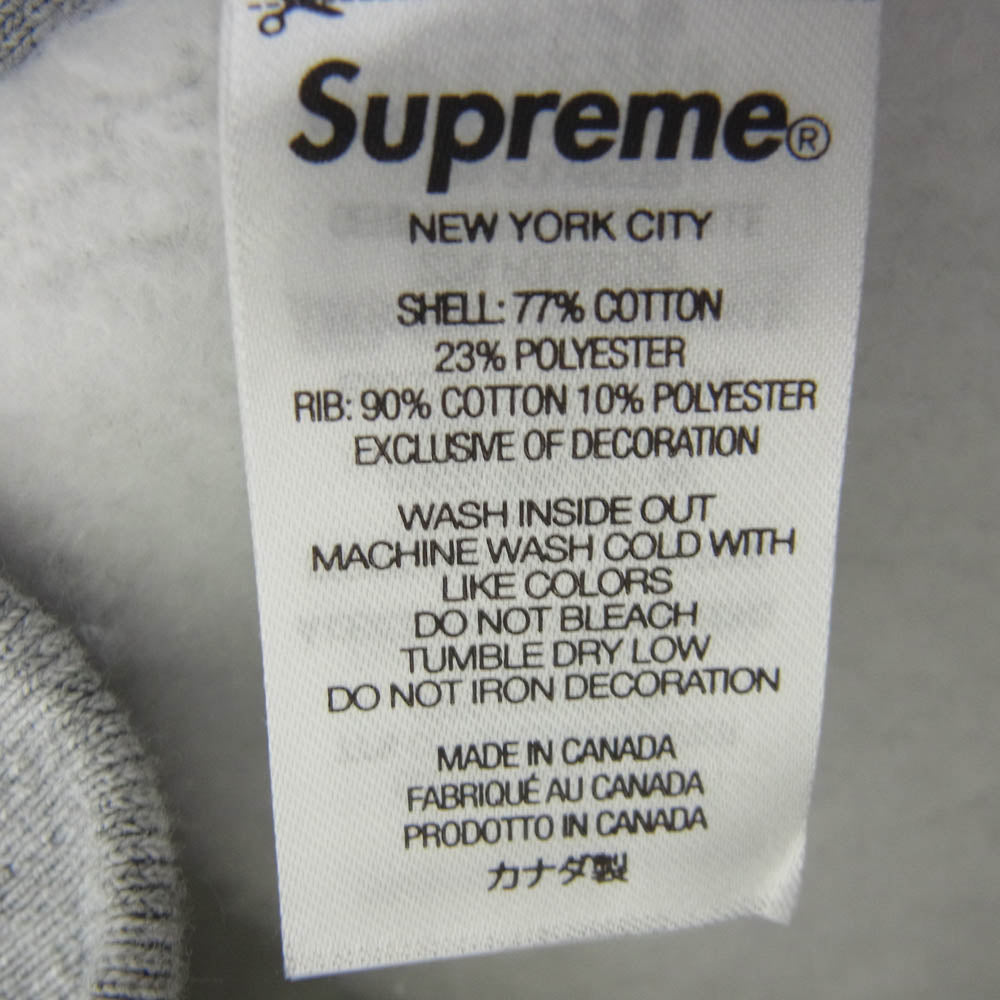 Supreme®
NEW YORK CITY
SHELL: 77% COTTON
23% POLYESTER
RIB: 90% COTTON 10% POLYESTER
EXCLUSIVE OF DECORATION
WASH INSIDE OUT
MACHINE WASH COLD WITH
LIKE COLORS
DO NOT BLEACH
TUMBLE DRY LOW
DO NOT IRON DECORATION
MADE IN CANADA
FABRIQUÉ AU CANADA
PRODOTTO IN CANADA
カナダ製